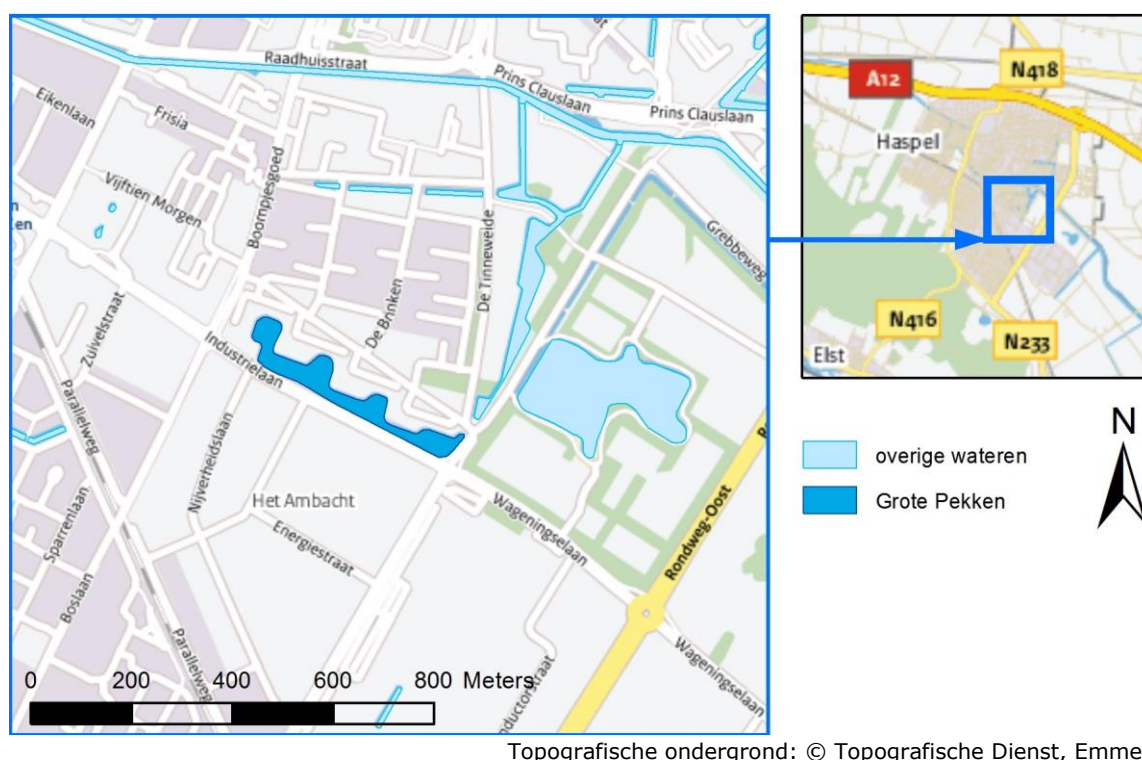 Raadhuisstraat
Prins Clauslaan
Prins Clauslaan
Eikenlaan
Frisia
Vijftien Morgen
Boompjesgoed
De Tinneweide
Grebbeweg
De Brinken
Zuivelstraat
Industrielaan
Parallelweg
Nijverheidslaan
Het Ambacht
Energiestraat
Wageningselaan
Rondweg-Oost
Sparrenlaan
Boslaan
Parallelweg
Wageningselaan
0 200 400 600 800 Meters
A12
N418
Haspel
N416
N233
Elst
overige wateren
Grote Pekken
N
Topografische ondergrond: © Topografische Dienst, Emme